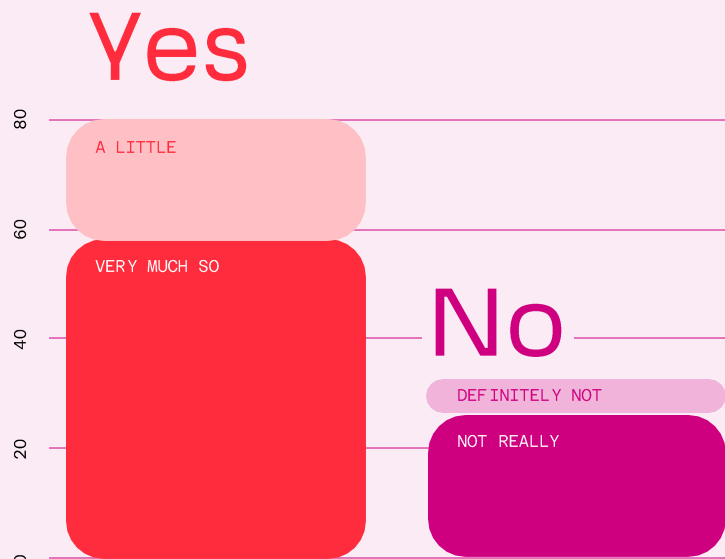 Yes
80
A LITTLE
60
VERY MUCH SO
No
40
DEFINITELY NOT
20
NOT REALLY